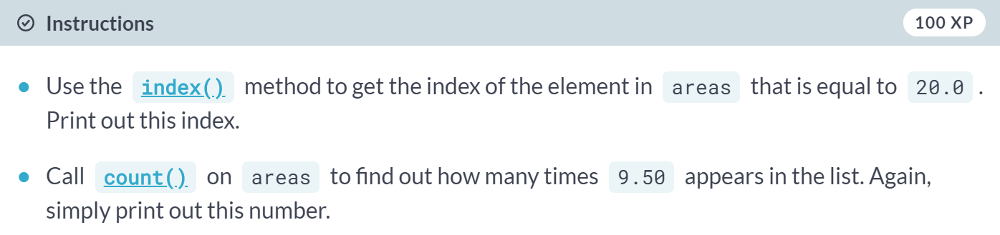 Instructions
100 XP
Use the index() method to get the index of the element in areas that is equal to 20.0 .
Print out this index.
Call count() on areas to find out how many times 9.50 appears in the list. Again,
simply print out this number.